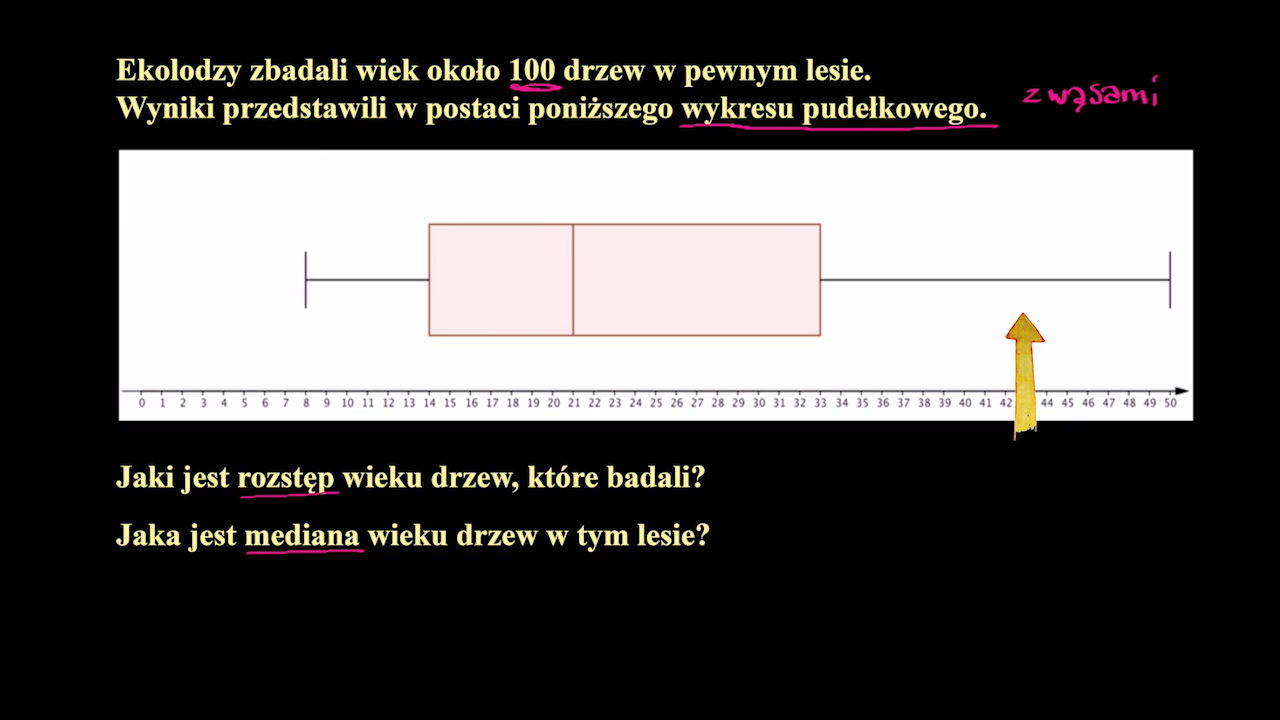 Ekolodzy zbadali wiek około 100 drzew w pewnym lesie.
Wyniki przedstawili w postaci poniższego wykresu pudełkowego. z wąsami
0 1 2 3 4 5 6 7 8 9 10 11 12 13 14 15 16 17 18 19 20 21 22 23 24 25 26 27 28 29 30 31 32 33 34 35 36 37 38 39 40 41 42 44 45 46 47 48 49 50
Jaki jest rozstęp wieku drzew, które badali?
Jaka jest mediana wieku drzew w tym lesie?